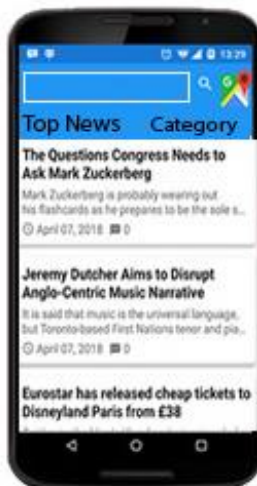 13:29
Top News Category
The Questions Congress Needs to
Ask Mark Zuckerberg
Mark Zuckerberg is probably wearing out
his flashcards as he prepares to be the sole s...
April 07, 2018 0
Jeremy Dutcher Aims to Disrupt
Anglo-Centric Music Narrative
It is said that music is the universal language,
but Toronto-based First Nations tenor and pia...
April 07, 2018 0
Eurostar has released cheap tickets to
Disneyland Paris from £38